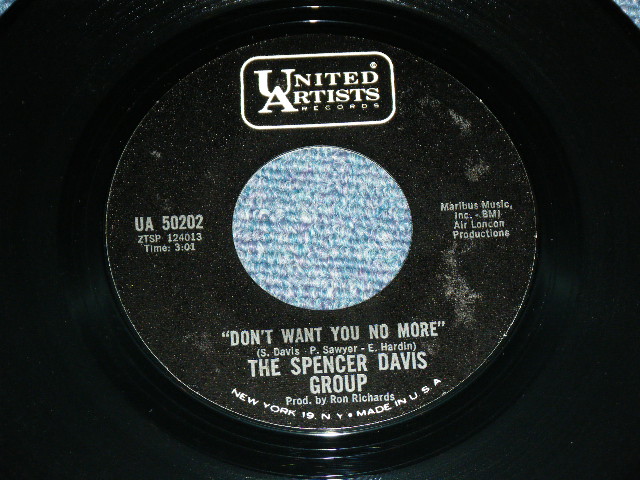 UNITED
ARTISTS
RECORDS
©
UA 50202
ZTSP 124013
Time: 3:01
Maribus Music,
Inc. - BMI
Air London
Productions
"DON'T WANT YOU NO MORE"
(S. Davis - P. Sawyer - E. Hardin)
THE SPENCER DAVIS
GROUP
Prod. by Ron Richards
NEW YORK 19, N.Y. • MADE IN U.S.A.